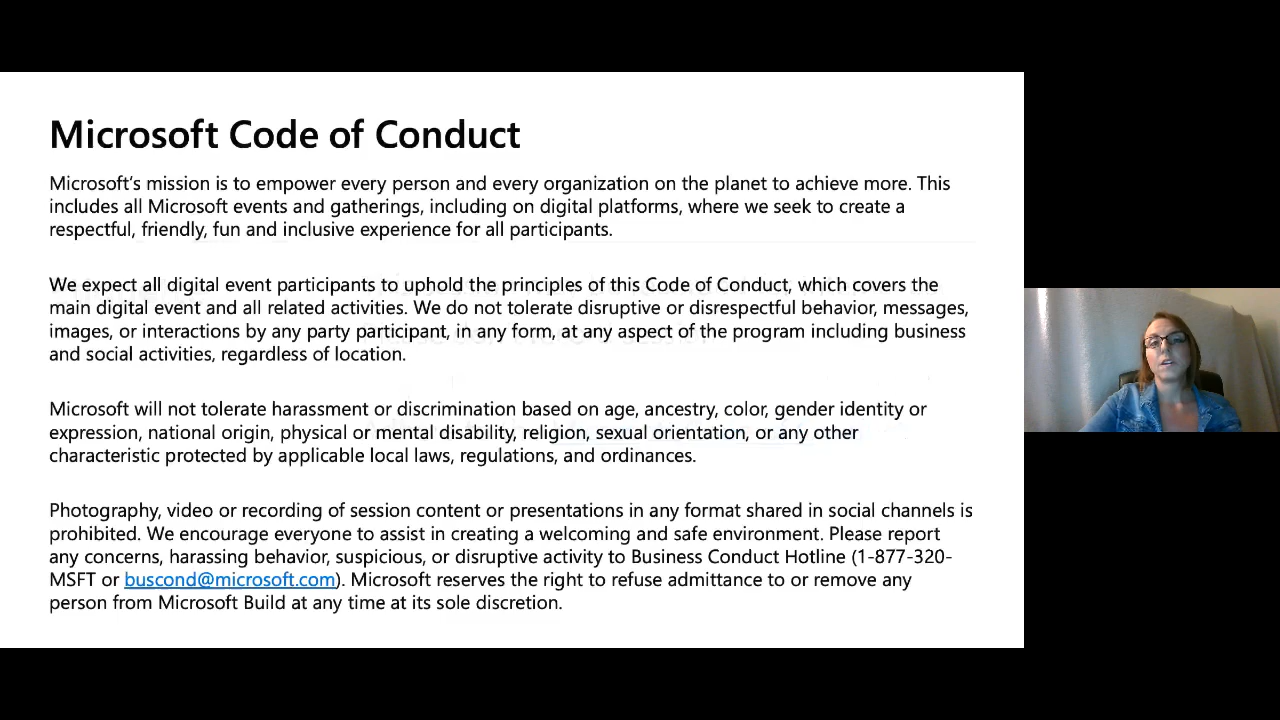 Microsoft Code of Conduct
Microsoft's mission is to empower every person and every organization on the planet to achieve more. This
includes all Microsoft events and gatherings, including on digital platforms, where we seek to create a
respectful, friendly, fun and inclusive experience for all participants.
We expect all digital event participants to uphold the principles of this Code of Conduct, which covers the
main digital event and all related activities. We do not tolerate disruptive or disrespectful behavior, messages,
images, or interactions by any party participant, in any form, at any aspect of the program including business
and social activities, regardless of location.
Microsoft will not tolerate harassment or discrimination based on age, ancestry, color, gender identity or
expression, national origin, physical or mental disability, religion, sexual orientation, or any other
characteristic protected by applicable local laws, regulations, and ordinances.
Photography, video or recording of session content or presentations in any format shared in social channels is
prohibited. We encourage everyone to assist in creating a welcoming and safe environment. Please report
any concerns, harassing behavior, suspicious, or disruptive activity to Business Conduct Hotline (1-877-320-
MSFT or buscond@microsoft.com). Microsoft reserves the right to refuse admittance to or remove any
person from Microsoft Build at any time at its sole discretion.